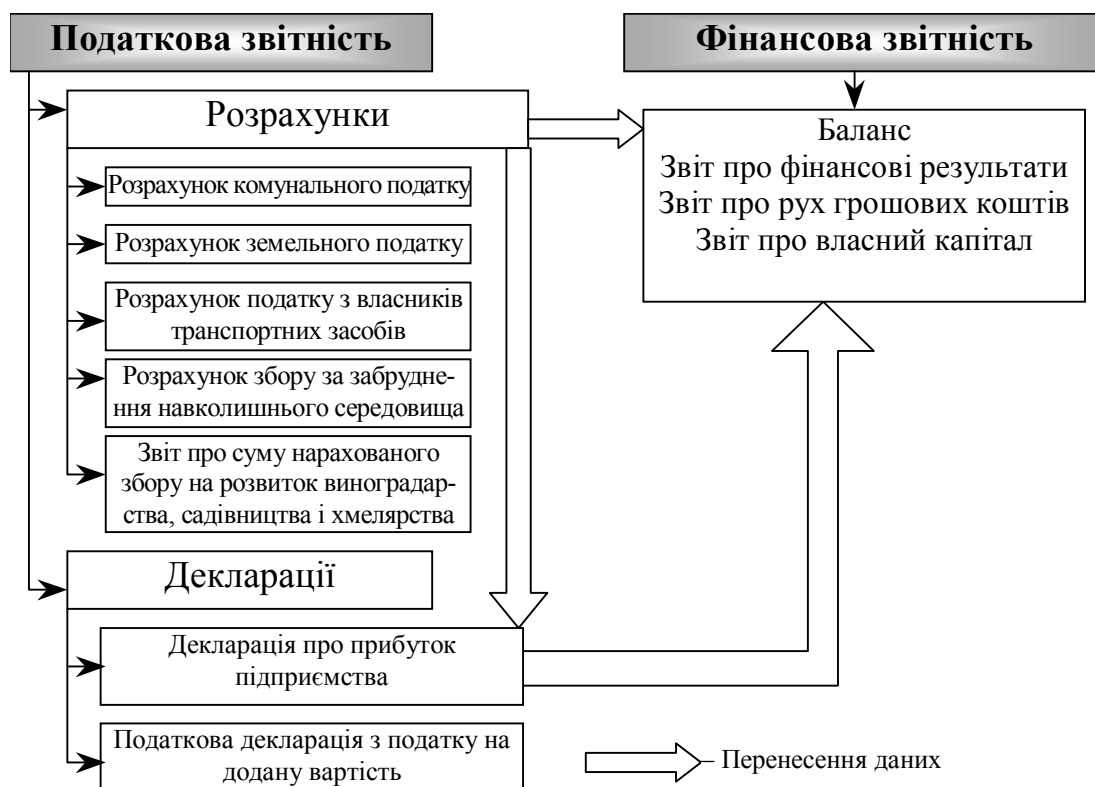 Податкова звітність
Фінансова звітність
Розрахунки
Розрахунок комунального податку
Розрахунок земельного податку
Розрахунок податку з власників
транспортних засобів
Розрахунок збору за забрудне-
ння навколишнього середовища
Звіт про суму нарахованого
збору на розвиток виноградар-
ства, садівництва і хмелярства
Декларації
Декларація про прибуток
підприємства
Податкова декларація з податку на
додану вартість
Баланс
Звіт про фінансові результати
Звіт про рух грошових коштів
Звіт про власний капітал
– Перенесення даних